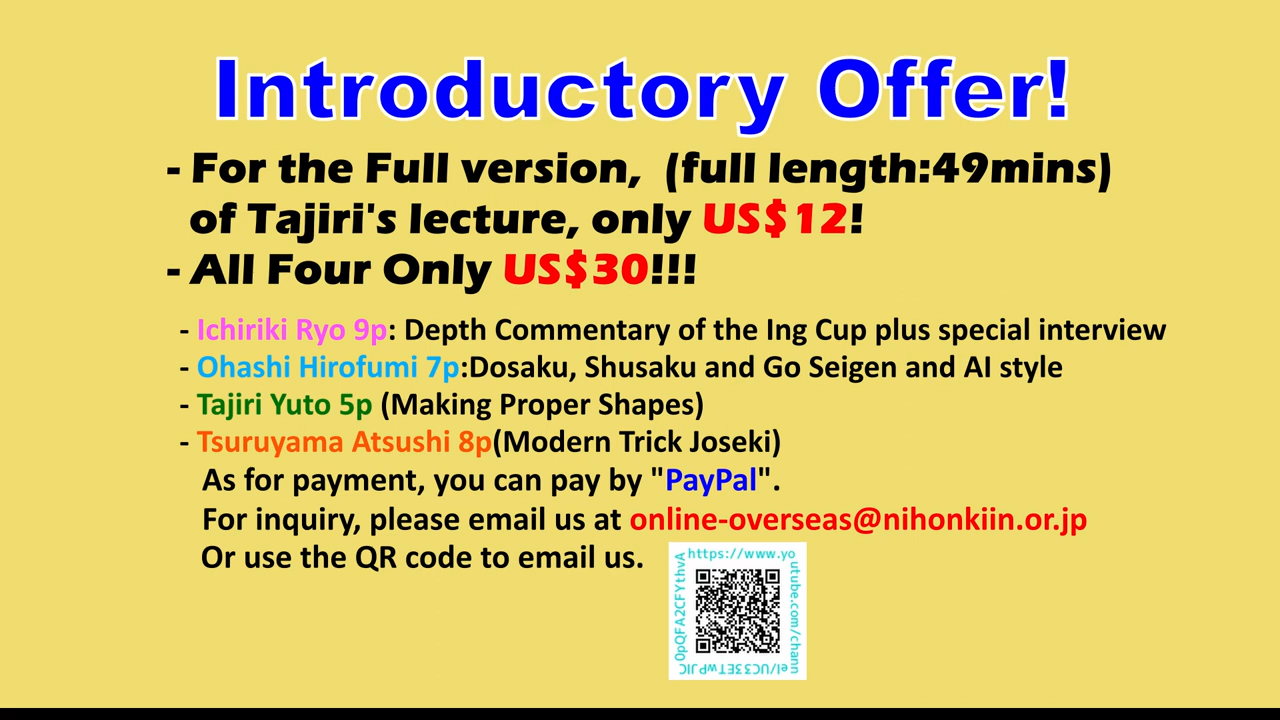 Introductory Offer!
- For the Full version, (full length:49mins)
of Tajiri's lecture, only US$12!
- All Four Only US$30!!!
- Ichiriki Ryo 9p: Depth Commentary of the Ing Cup plus special interview
- Ohashi Hirofumi 7p:Dosaku, Shusaku and Go Seigen and AI style
- Tajiri Yuto 5p (Making Proper Shapes)
- Tsuruyama Atsushi 8p(Modern Trick Joseki)
As for payment, you can pay by "PayPal".
For inquiry, please email us at online-overseas@nihonkiin.or.jp
Or use the QR code to email us.
https://www.yo
utube.com/chann